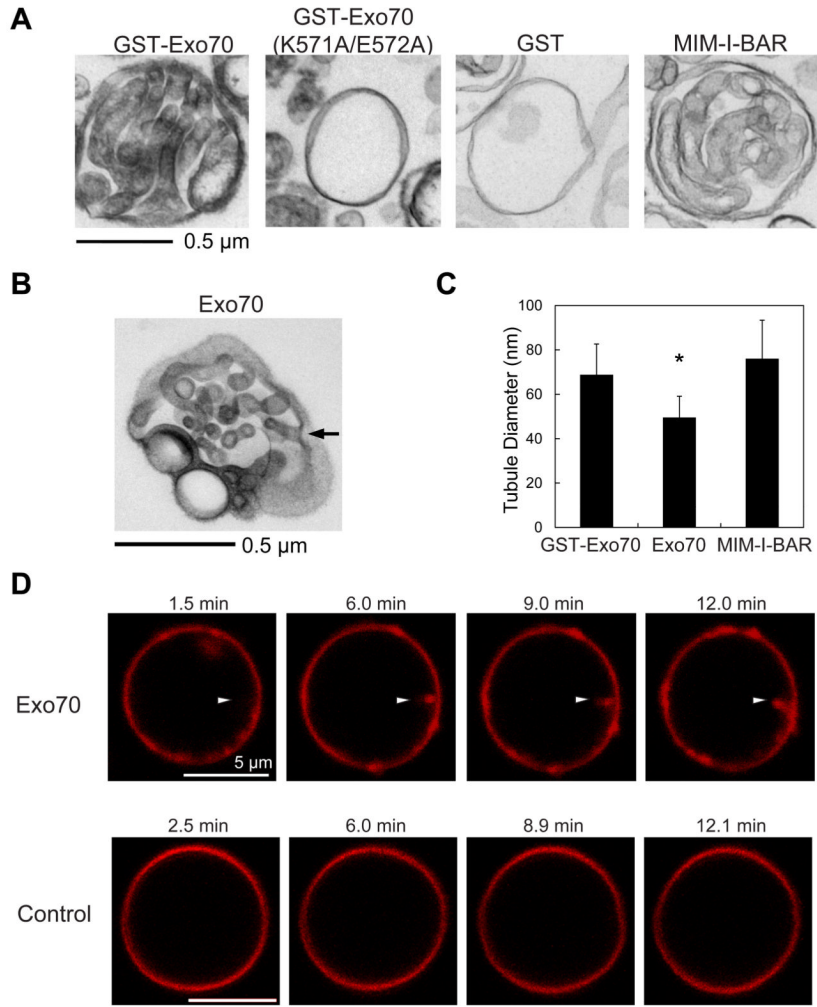 A
GST-Exo70
GST-Exo70
(K571A/E572A)
GST
MIM-I-BAR
0.5 µm
B
Exo70
0.5 µm
C
Tubule Diameter (nm)
100
80
60
40
20
0
*
GST-Exo70 Exo70 MIM-I-BAR
D
1.5 min 6.0 min 9.0 min 12.0 min
Exo70
5 µm
2.5 min 6.0 min 8.9 min 12.1 min
Control